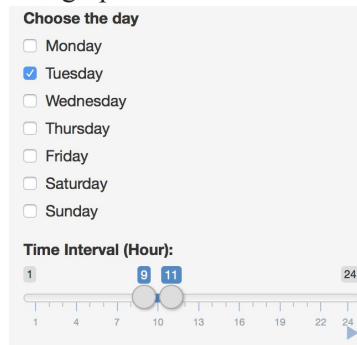 Choose the day
Monday
Tuesday
Wednesday
Thursday
Friday
Saturday
Sunday
Time Interval (Hour):
1 9 11 24
1 4 7 10 13 16 19 22 24